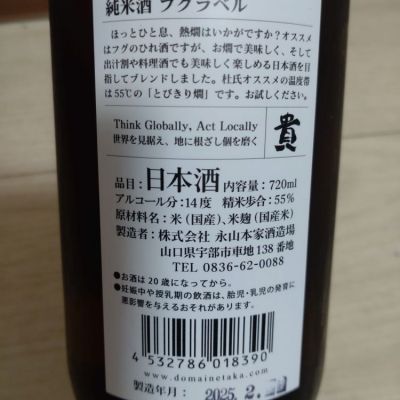 純米酒 フグラベル
ほっとひと息、熱燗はいかがですか？オススメ
はフグのひれ酒ですが、お燗で美味しく、そして
出汁割や料理酒でも美味しく楽しめる日本酒を目
指してブレンドしました。杜氏オススメの温度帯
は55℃の「とびきり燗」です。お試しください。
Think Globally, Act Locally
世界を見据え、地に根ざし個を磨く
貴
品目：日本酒 内容量：720ml
アルコール分：14度 精米歩合：55%
原材料名：米（国産）、米麹（国産米）
製造者：株式会社 永山本家酒造場
山口県宇部市車地138番地
TEL 0836-62-0088
●お酒は20歳になってから。
●妊娠中や授乳期の飲酒は、胎児・乳児の発育に
悪影響を与えるおそれがあります。
4 532786 018390
www.domainetaka.com
製造年月： 2025. 2.